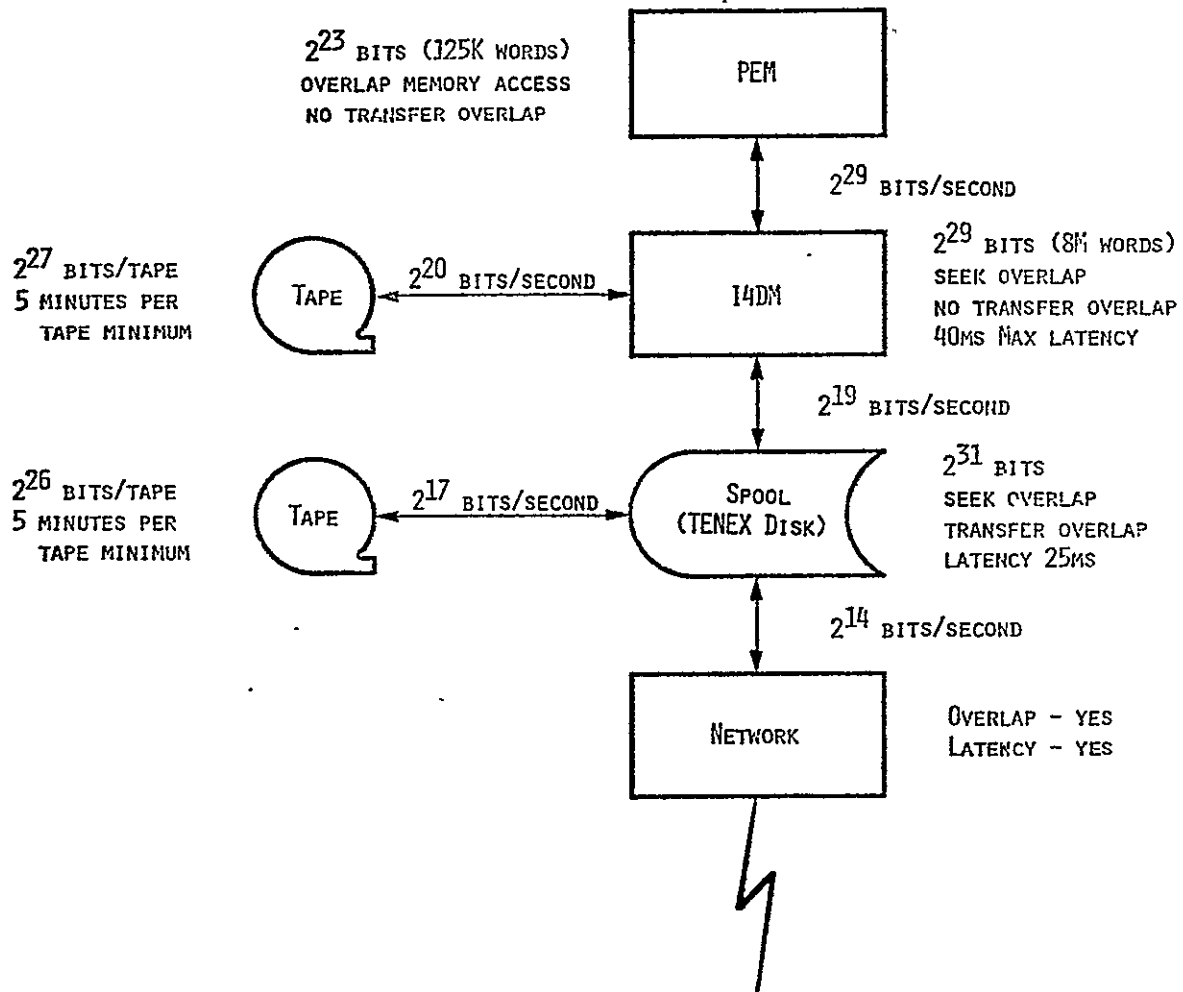 2^23 BITS (125K WORDS)
OVERLAP MEMORY ACCESS
NO TRANSFER OVERLAP
PEM
2^29 BITS/SECOND
2^27 BITS/TAPE
5 MINUTES PER
TAPE MINIMUM
TAPE
2^20 BITS/SECOND
I4DM
2^29 BITS (8M WORDS)
SEEK OVERLAP
NO TRANSFER OVERLAP
40MS MAX LATENCY
2^19 BITS/SECOND
2^26 BITS/TAPE
5 MINUTES PER
TAPE MINIMUM
TAPE
2^17 BITS/SECOND
SPOOL
(TENEX DISK)
2^31 BITS
SEEK OVERLAP
TRANSFER OVERLAP
LATENCY 25MS
2^14 BITS/SECOND
NETWORK
OVERLAP - YES
LATENCY - YES